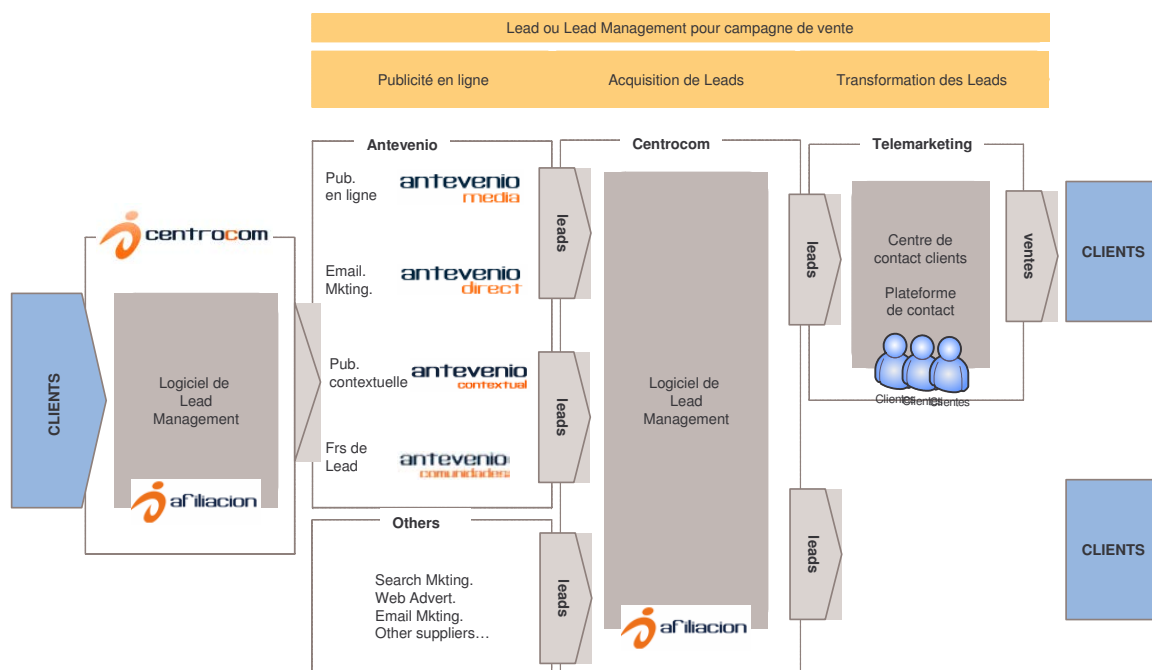 Lead ou Lead Management pour campagne de vente
Publicité en ligne
Acquisition de Leads
Transformation des Leads
CLIENTS
centrocom
Logiciel de
Lead
Management
afiliacion
Antevenio
Pub.
en ligne
antevenio
media
Email.
Mkting.
antevenio
direct
Pub.
contextuelle
antevenio
contextual
Frs de
Lead
antevenio
comunidades
Others
Search Mkting.
Web Advert.
Email Mkting.
Other suppliers…
leads
leads
leads
Centrocom
Logiciel de
Lead
Management
afiliacion
leads
leads
Telemarketing
Centre de
contact clients
Plateforme
de contact
Clientes
Clientes
Clientes
ventes
CLIENTS
CLIENTS